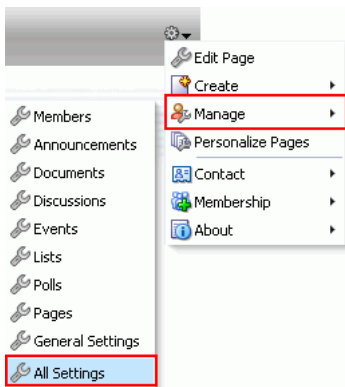 Edit Page
Create
Manage
Personalize Pages
Contact
Membership
About
Members
Announcements
Documents
Discussions
Events
Lists
Polls
Pages
General Settings
All Settings